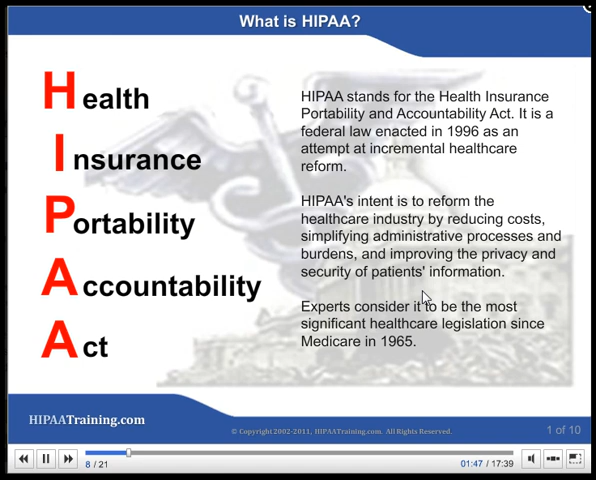 What is HIPAA?
Health
Insurance
Portability
Accountability
Act
HIPAA stands for the Health Insurance
Portability and Accountability Act. It is a
federal law enacted in 1996 as an
attempt at incremental healthcare
reform.
HIPAA's intent is to reform the
healthcare industry by reducing costs,
simplifying administrative processes and
burdens, and improving the privacy and
security of patients' information.
Experts consider it to be the most
significant healthcare legislation since
Medicare in 1965.
HIPAATraining.com
© Copyright 2002-2011, HIPAATraining.com. All Rights Reserved.
1 of 10
8 / 21
01:47 / 17:39